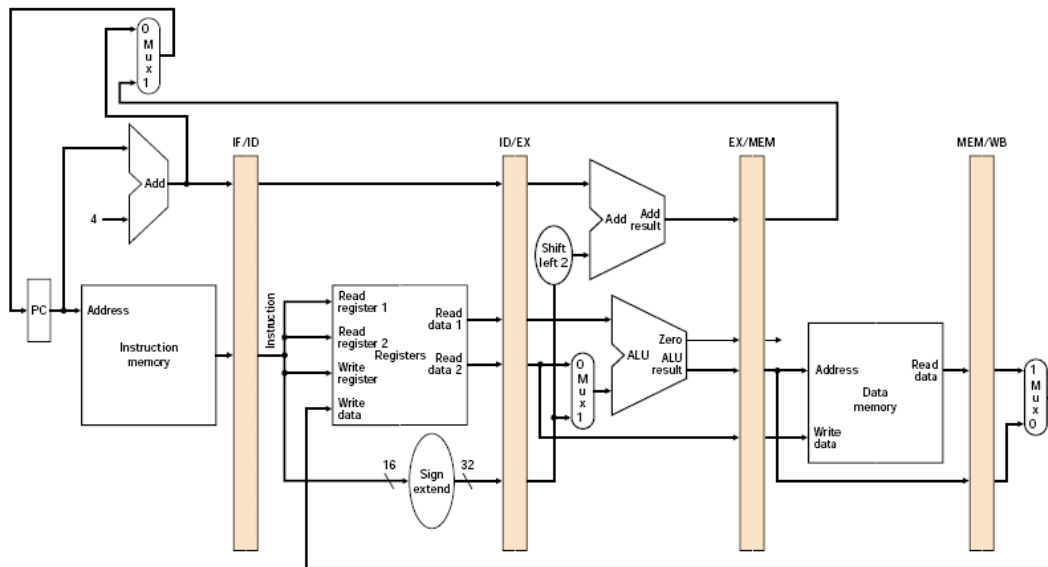 0
M
u
x
1
IF/ID
ID/EX
EX/MEM
MEM/WB
Add
4
Add
Add
result
Shift
left 2
PC
Address
Instruction
memory
Instruction
Read
register 1
Read
register 2
Write
register
Write
data
Registers
Read
data 1
Read
data 2
0
M
u
x
1
Zero
ALU
ALU
result
Address
Read
data
Data
memory
Write
data
1
M
u
x
0
16
Sign
extend
32